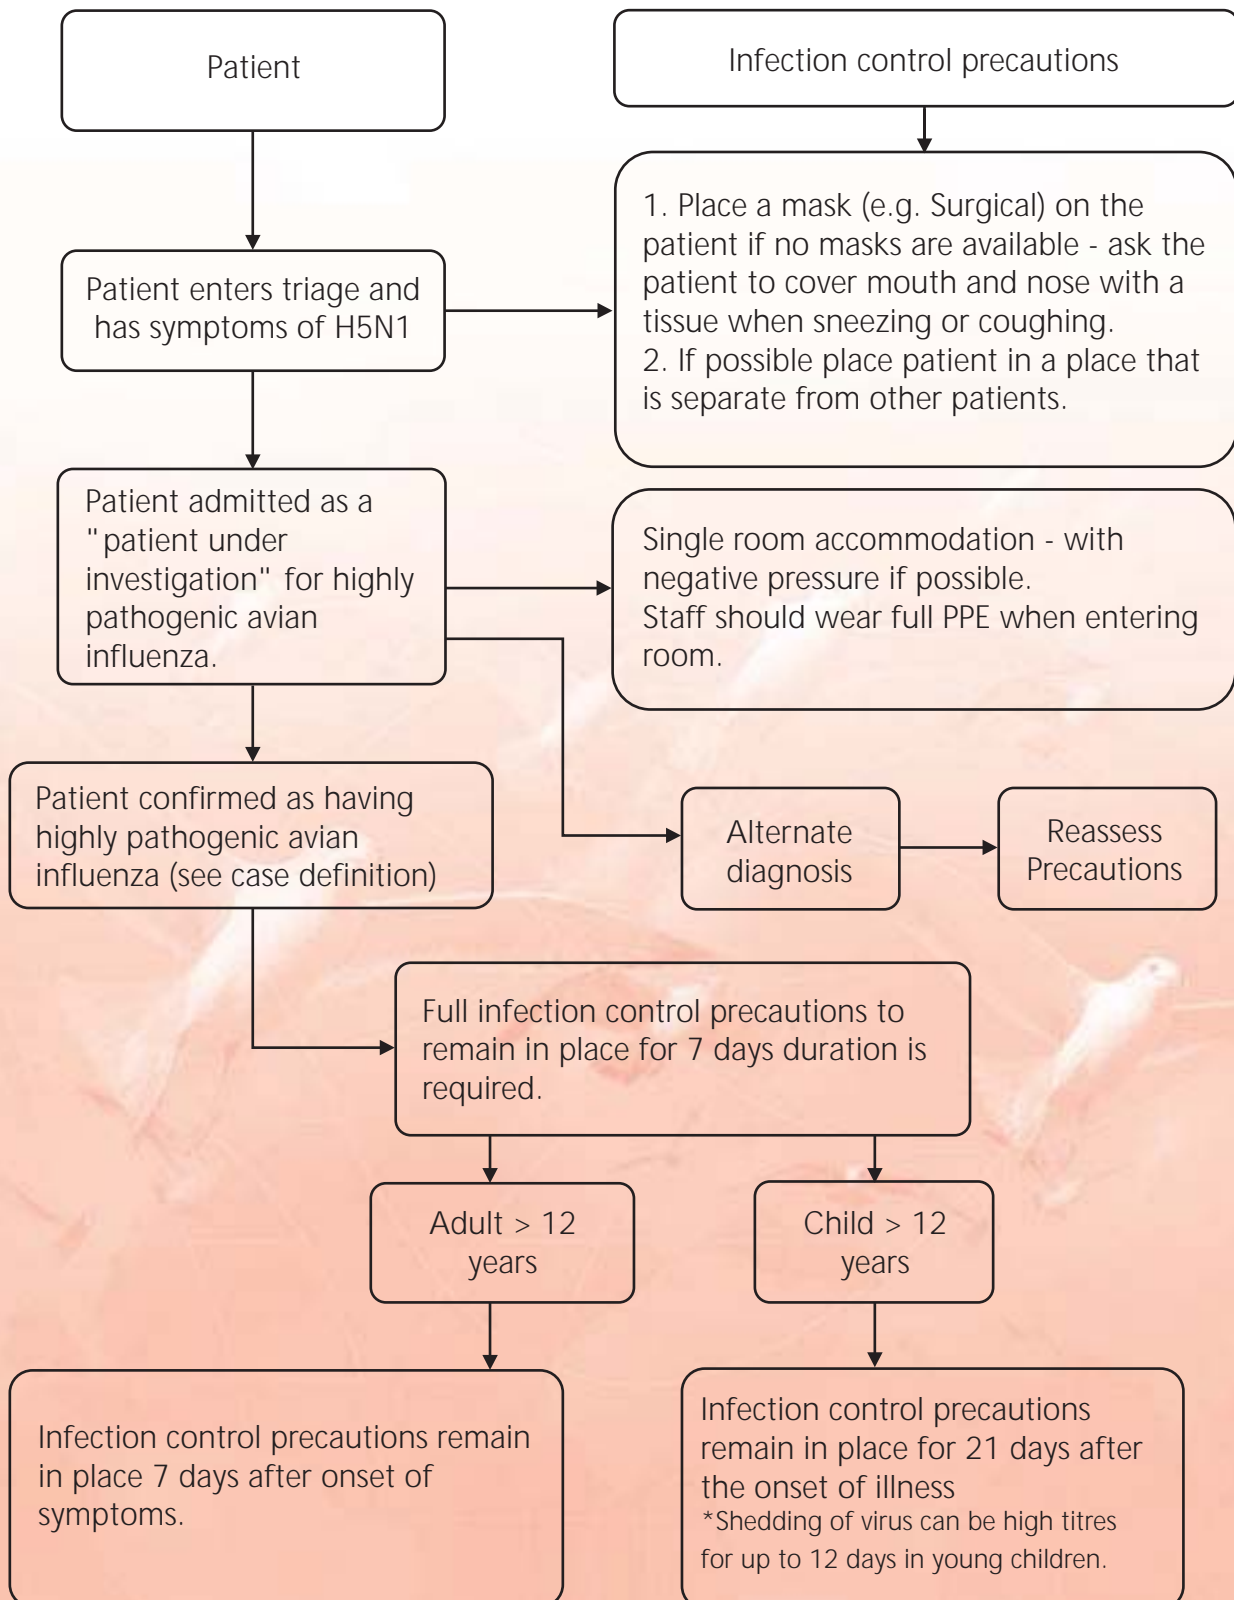 Patient
Infection control precautions
1. Place a mask (e.g. Surgical) on the
patient if no masks are available - ask the
patient to cover mouth and nose with a
tissue when sneezing or coughing.
2. If possible place patient in a place that
is separate from other patients.
Patient enters triage and
has symptoms of H5N1
Patient admitted as a
"patient under
investigation" for highly
pathogenic avian
influenza.
Single room accommodation - with
negative pressure if possible.
Staff should wear full PPE when entering
room.
Patient confirmed as having
highly pathogenic avian
influenza (see case definition)
Alternate
diagnosis
Reassess
Precautions
Full infection control precautions to
remain in place for 7 days duration is
required.
Adult > 12
years
Child > 12
years
Infection control precautions remain
in place 7 days after onset of
symptoms.
Infection control precautions
remain in place for 21 days after
the onset of illness
*Shedding of virus can be high titres
for up to 12 days in young children.